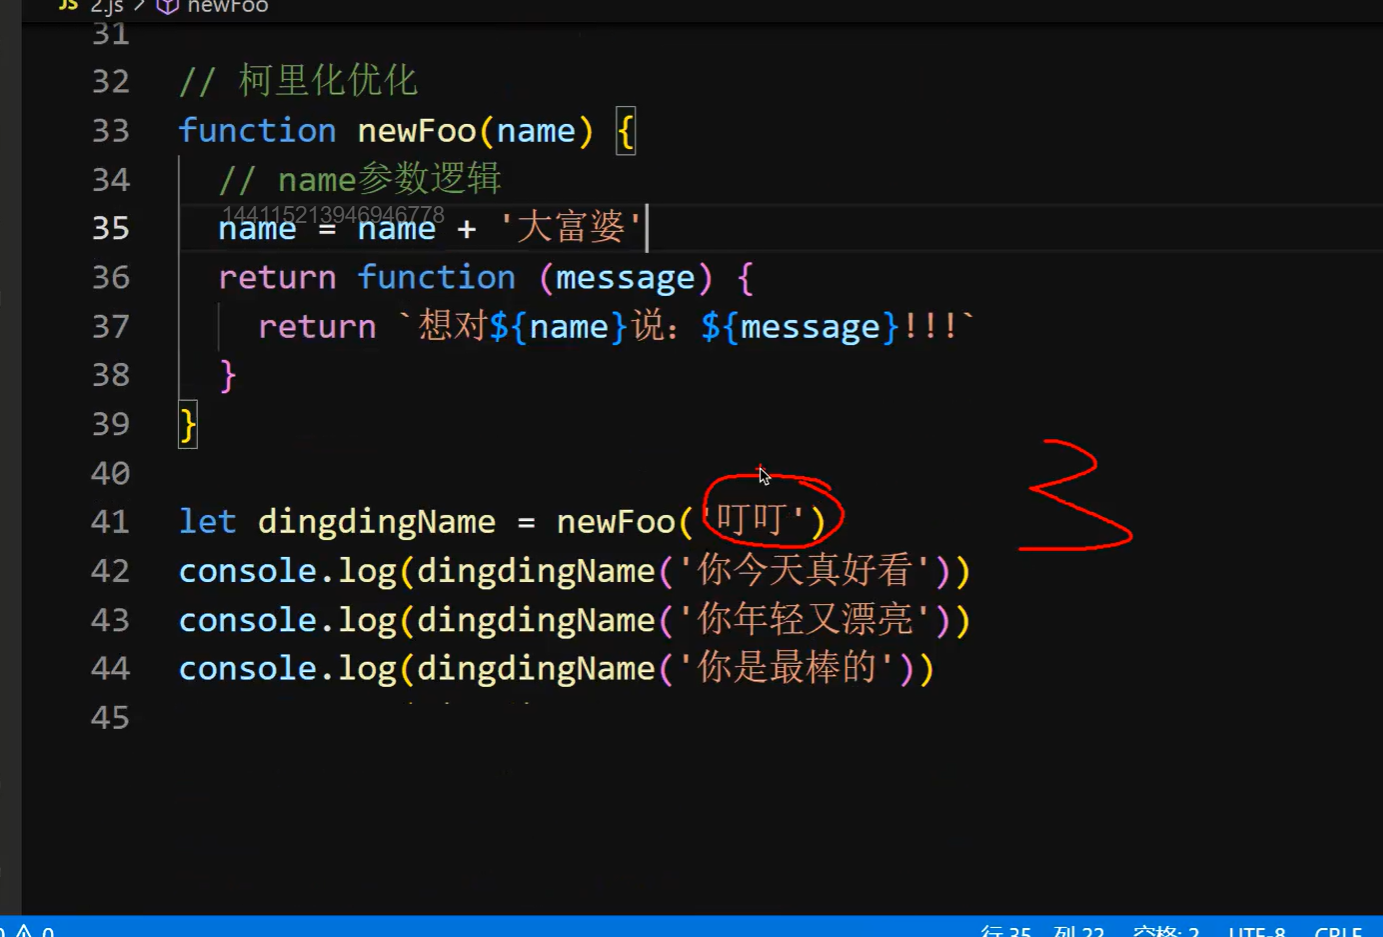 JS 2.js > newFoo
31
32 // 柯里化优化
33 function newFoo(name) {
34 // name参数逻辑
144115213946946778
35 name = name + '大富婆'
36 return function (message) {
37 return `想对${name}说：${message}!!!`
38 }
39 }
40
3
41 let dingdingName = newFoo('叮叮')
42 console.log(dingdingName('你今天真好看'))
43 console.log(dingdingName('你年轻又漂亮'))
44 console.log(dingdingName('你是最棒的'))
45
0 行 35, 列 22 空格: 2 UTF-8 CRLF